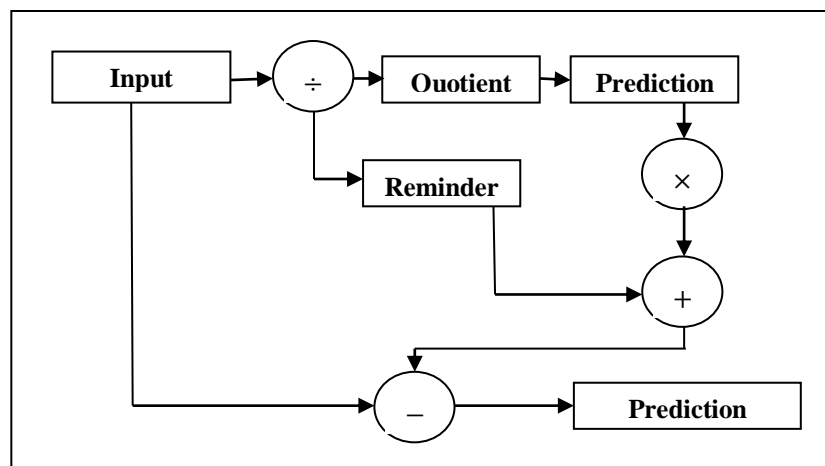 Input
÷
Ouotient
Prediction
Reminder
×
+
−
Prediction